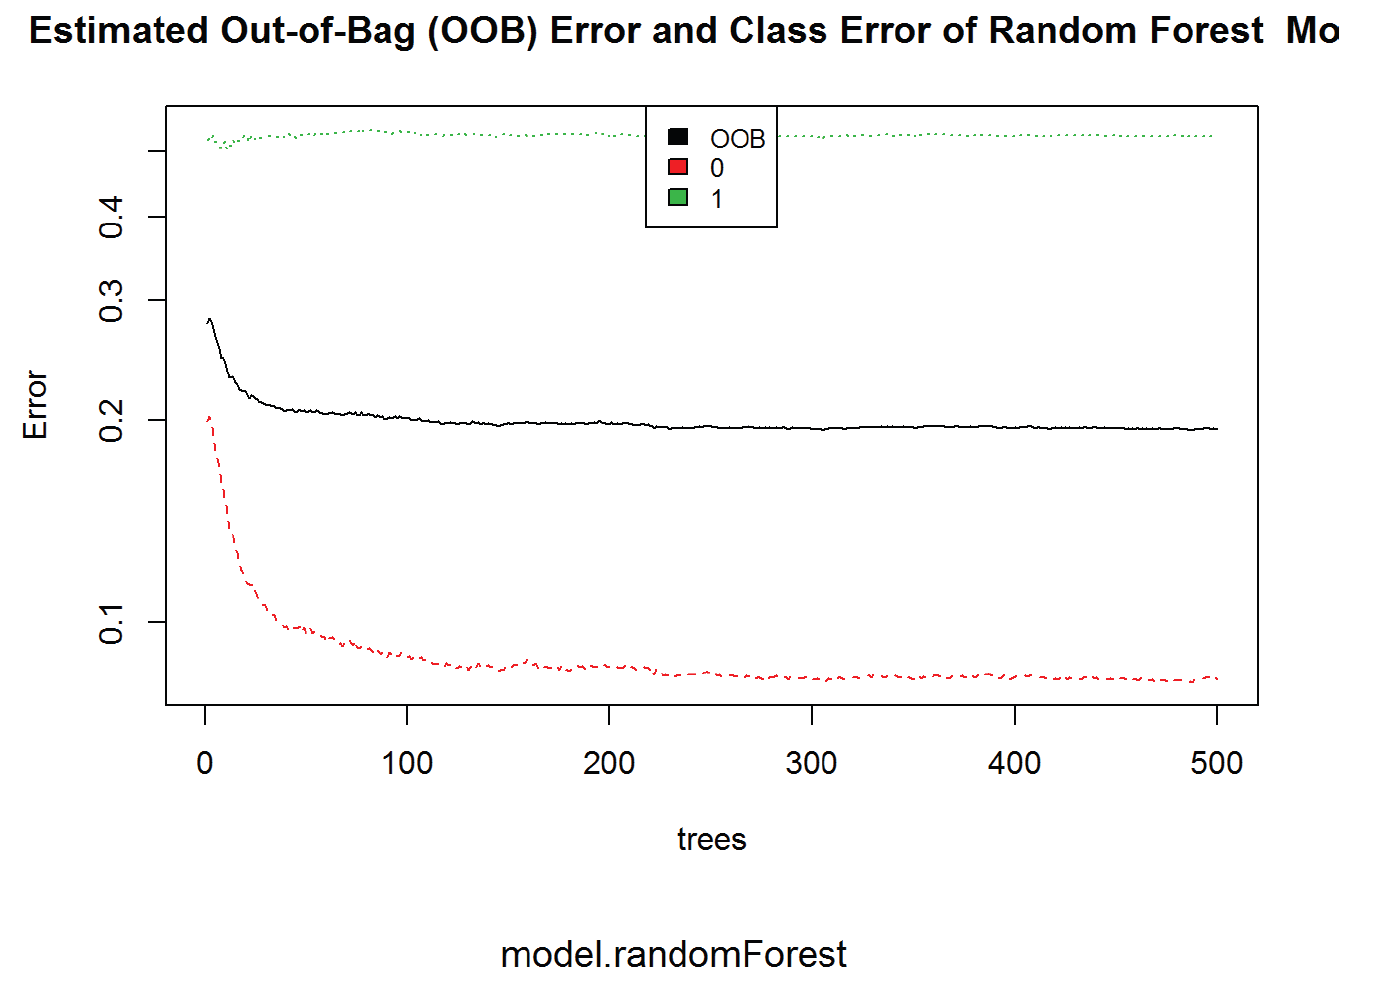 Estimated Out-of-Bag (OOB) Error and Class Error of Random Forest  Mo
OOB
0
1
Error
0.4
0.3
0.2
0.1
0 100 200 300 400 500
trees
model.randomForest